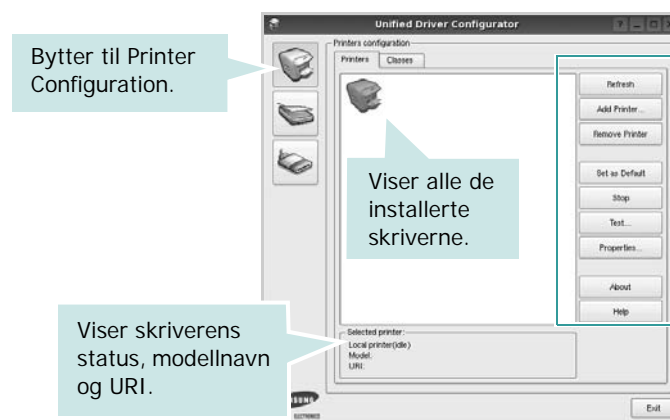 Unified Driver Configurator
Bytter til Printer
Configuration.
Printers configuration
Printers Classes
Refresh
Add Printer...
Remove Printer
Set as Default
Stop
Test...
Properties...
About
Help
Viser alle de
installerte
skriverne.
Viser skriverens
status, modellnavn
og URI.
Selected printer:
Local printer(idle)
Model:
URI:
ELECTRONICS
Exit